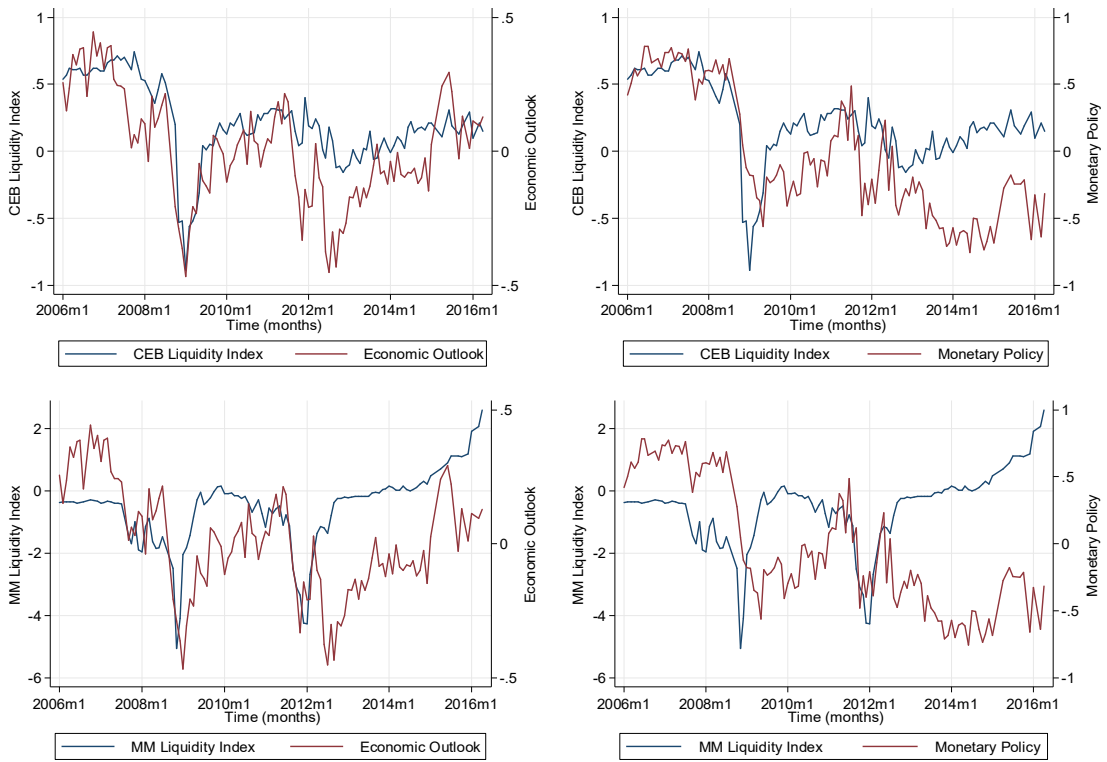 CEB Liquidity Index
1
.5
0
-.5
-1
.5
0
-.5
Economic Outlook
2006m1 2008m1 2010m1 2012m1 2014m1 2016m1
Time (months)
CEB Liquidity Index Economic Outlook
CEB Liquidity Index
1
.5
0
-.5
-1
1
.5
0
-.5
-1
Monetary Policy
2006m1 2008m1 2010m1 2012m1 2014m1 2016m1
Time (months)
CEB Liquidity Index Monetary Policy
MM Liquidity Index
2
0
-2
-4
-6
.5
0
-.5
Economic Outlook
2006m1 2008m1 2010m1 2012m1 2014m1 2016m1
Time (months)
MM Liquidity Index Economic Outlook
MM Liquidity Index
2
0
-2
-4
-6
1
.5
0
-.5
-1
Monetary Policy
2006m1 2008m1 2010m1 2012m1 2014m1 2016m1
Time (months)
MM Liquidity Index Monetary Policy